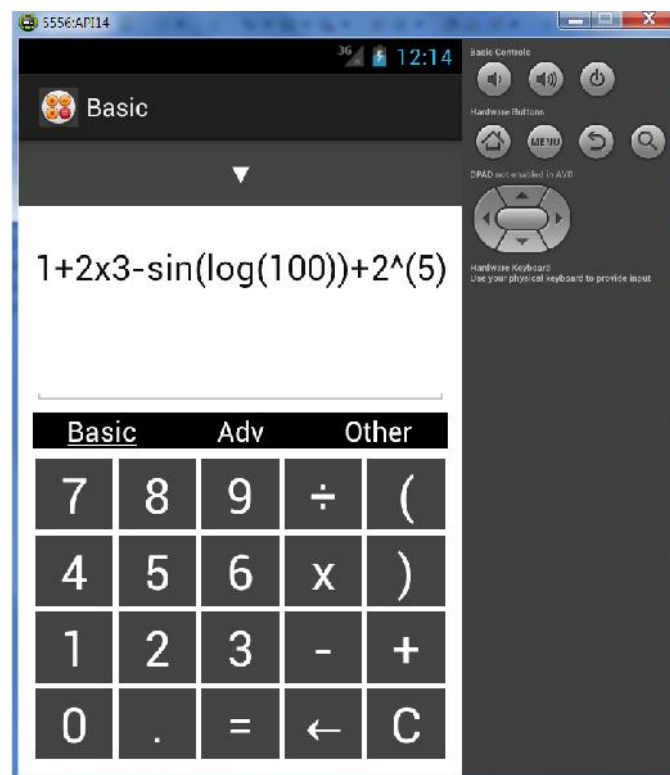 5556:API14
3G 12:14
Basic
1+2x3-sin(log(100))+2^(5)
Basic Adv Other
7 8 9 ÷ (
4 5 6 x )
1 2 3 - +
0 . = ← C
Basic Controls
Hardware Buttons
MENU
DPAD not enabled in AVD
Hardware Keyboard
Use your physical keyboard to provide input